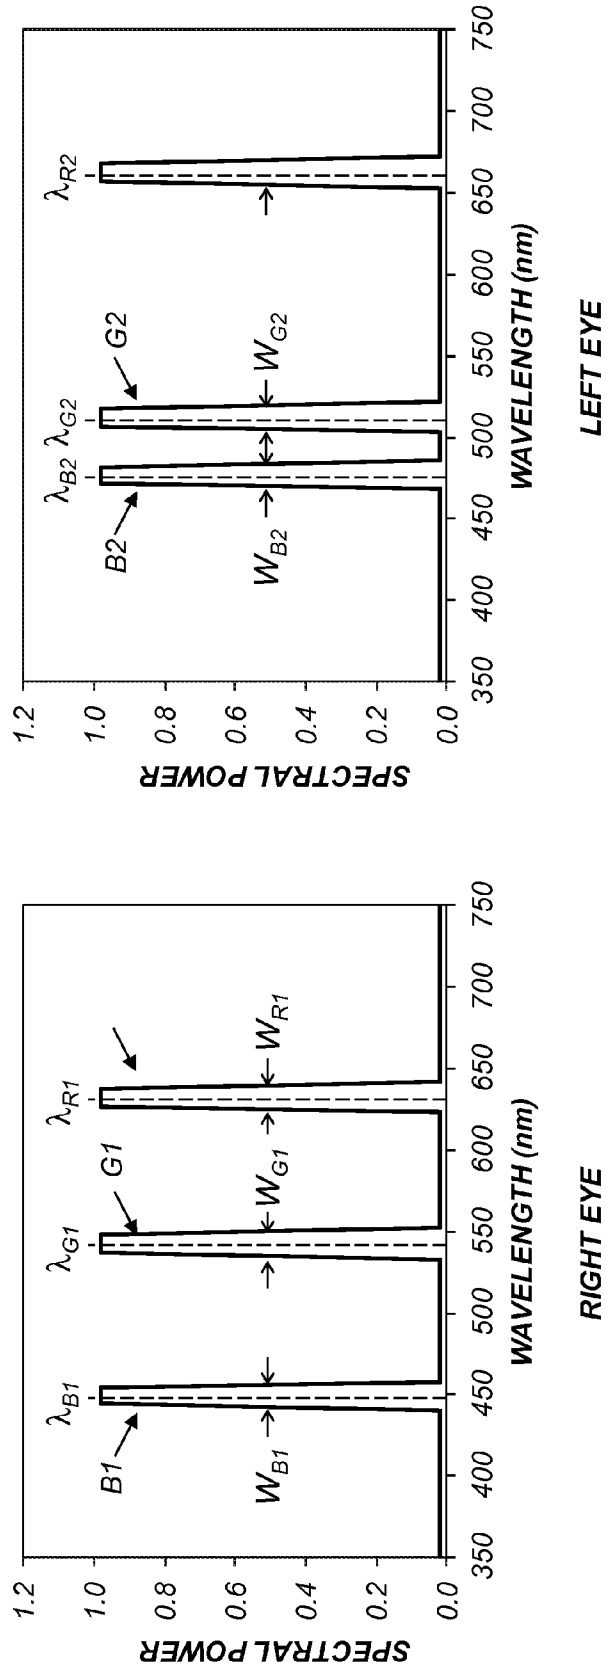 1.2
1.0
0.8
0.6
0.4
0.2
0.0
SPECTRAL POWER
350 400 450 500 550 600 650 700 750
WAVELENGTH (nm)
RIGHT EYE
λB1
λG1
λR1
B1
G1
WB1
WG1
WR1
1.2
1.0
0.8
0.6
0.4
0.2
0.0
SPECTRAL POWER
350 400 450 500 550 600 650 700 750
WAVELENGTH (nm)
LEFT EYE
λB2
λG2
λR2
B2
G2
WB2
WG2